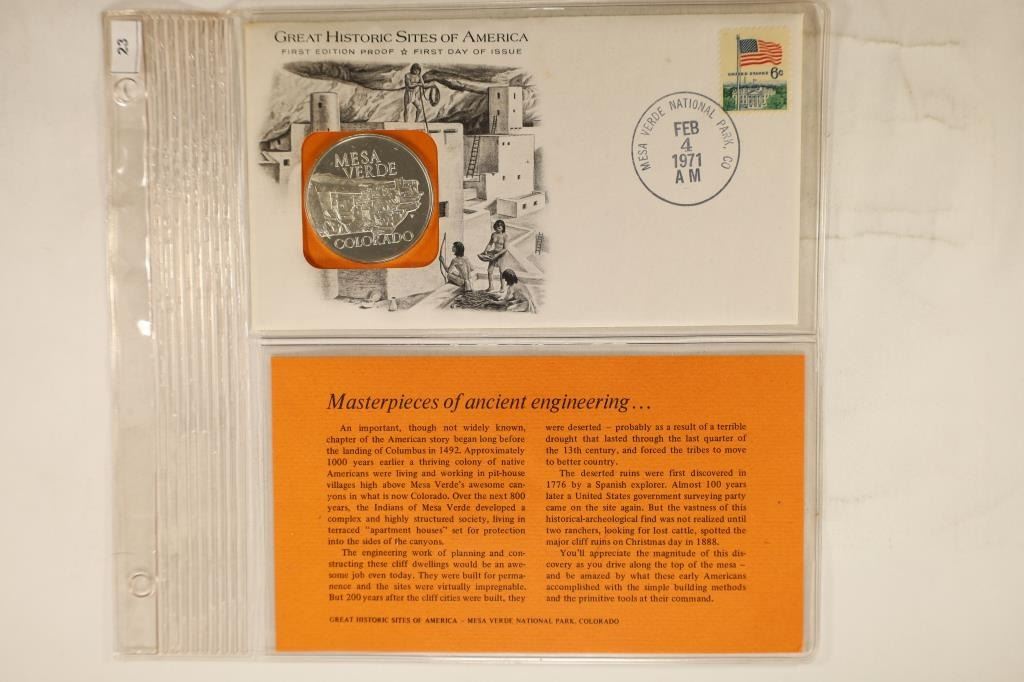 23
GREAT HISTORIC SITES OF AMERICA
FIRST EDITION PROOF ☆ FIRST DAY OF ISSUE
MESA
VERDE
COLORADO
UNITED STATES 6c
MESA VERDE NATIONAL PARK, CO
FEB
4
1971
AM
Masterpieces of ancient engineering...
An important, though not widely known,
chapter of the American story began long before
the landing of Columbus in 1492. Approximately
1000 years earlier a thriving colony of native
Americans were living and working in pit-house
villages high above Mesa Verde's awesome can-
yons in what is now Colorado. Over the next 800
years, the Indians of Mesa Verde developed a
complex and highly structured society, living in
terraced "apartment houses" set for protection
into the sides of the canyons.
The engineering work of planning and con-
structing these cliff dwellings would be an awe-
some job even today. They were built for perma-
nence and the sites were virtually impregnable.
But 200 years after the cliff cities were built, they
were deserted – probably as a result of a terrible
drought that lasted through the last quarter of
the 13th century, and forced the tribes to move
to better country.
The deserted ruins were first discovered in
1776 by a Spanish explorer. Almost 100 years
later a United States government surveying party
came on the site again. But the vastness of this
historical-archeological find was not realized until
two ranchers, looking for lost cattle, spotted the
major cliff ruins on Christmas day in 1888.
You'll appreciate the magnitude of this dis-
covery as you drive along the top of the mesa –
and be amazed by what these early Americans
accomplished with the simple building methods
and the primitive tools at their command.
GREAT HISTORIC SITES OF AMERICA – MESA VERDE NATIONAL PARK, COLORADO